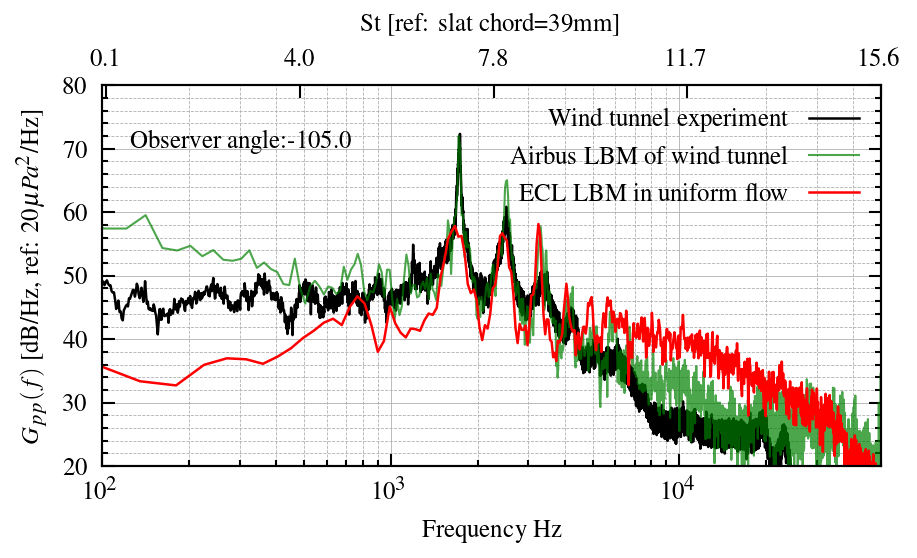 St [ref: slat chord=39mm]
0.1 4.0 7.8 11.7 15.6
80
70
60
50
40
30
20
G_{pp}(f) [dB/Hz, ref: 20μPa²/Hz]
Observer angle:-105.0
Wind tunnel experiment
Airbus LBM of wind tunnel
ECL LBM in uniform flow
10² 10³ 10⁴
Frequency Hz